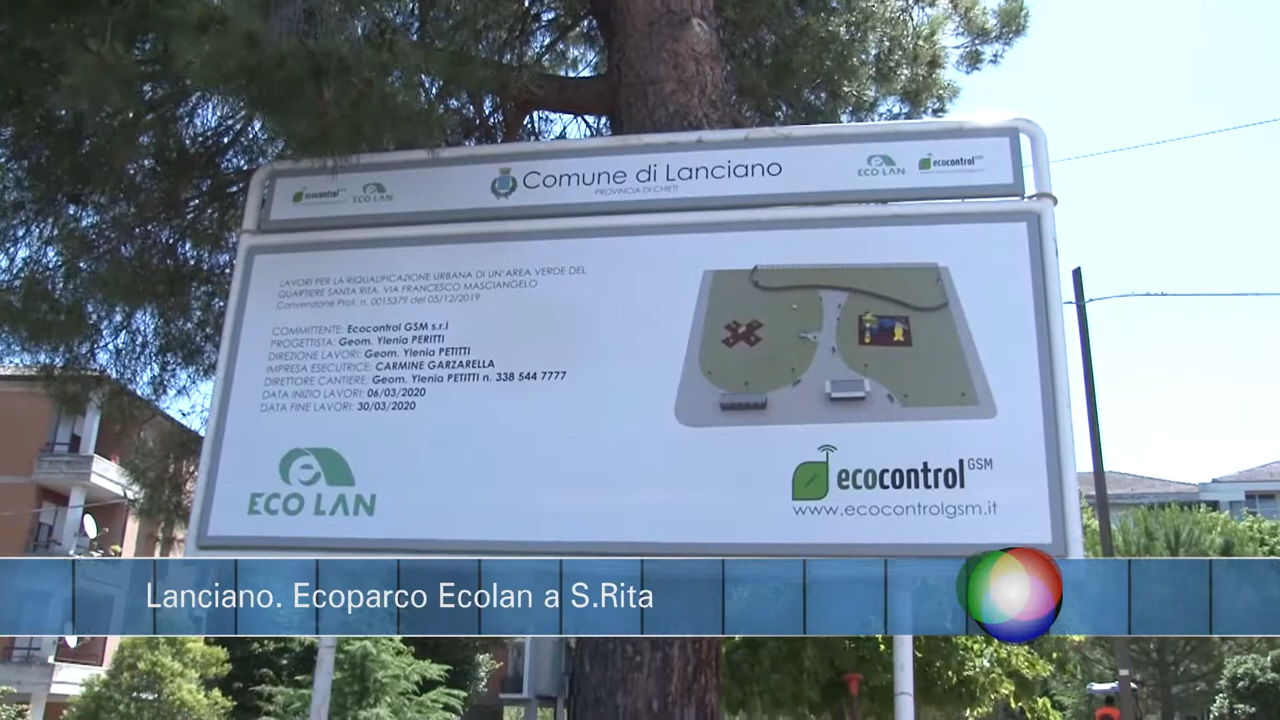 ecocontrol GSM
ECO LAN
Comune di Lanciano
PROVINCIA DI CHIETI
ECO LAN
ecocontrol GSM
LAVORI PER LA RIQUALIFICAZIONE URBANA DI UN'AREA VERDE DEL
QUARTIERE SANTA RITA, VIA FRANCESCO MASCIANGELO
Convenzione Prot. n. 0015379 del 05/12/2019
COMMITTENTE: Ecocontrol GSM s.r.l
PROGETTISTA: Geom. Ylenia PERITTI
DIREZIONE LAVORI: Geom. Ylenia PETITTI
IMPRESA ESECUTRICE: CARMINE GARZARELLA
DIRETTORE CANTIERE: Geom. Ylenia PETITTI n. 338 544 7777
DATA INIZIO LAVORI: 06/03/2020
DATA FINE LAVORI: 30/03/2020
e
ECO LAN
ecocontrol GSM
www.ecocontrolgsm.it
Lanciano. Ecoparco Ecolan a S.Rita